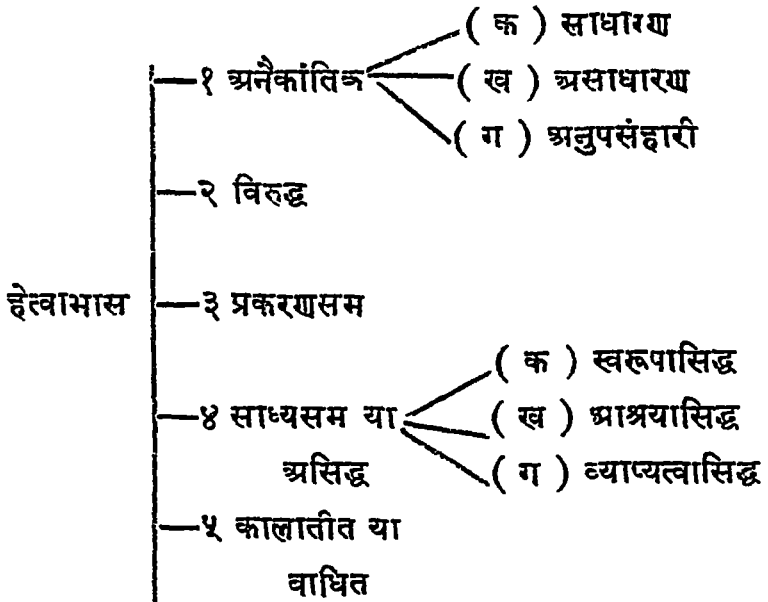 ( क ) साधारण
१ अनैकांतिक ( ख ) असाधारण
( ग ) अनुपसंहारी
२ विरुद्ध
हेत्वाभास ३ प्रकरणसम
( क ) स्वरूपासिद्ध
४ साध्यसम या ( ख ) आश्रयासिद्ध
असिद्ध ( ग ) व्याप्यत्वासिद्ध
५ कालातीत या
वाधित